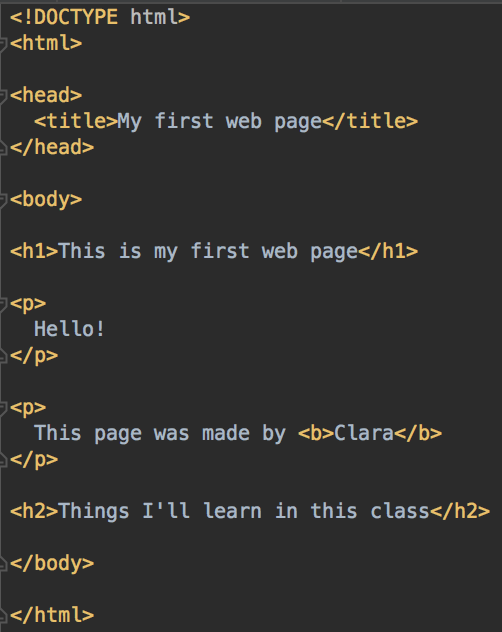 <!DOCTYPE html>
<html>
<head>
<title>My first web page</title>
</head>
<body>
<h1>This is my first web page</h1>
<p>
Hello!
</p>
<p>
This page was made by <b>Clara</b>
</p>
<h2>Things I'll learn in this class</h2>
</body>
</html>